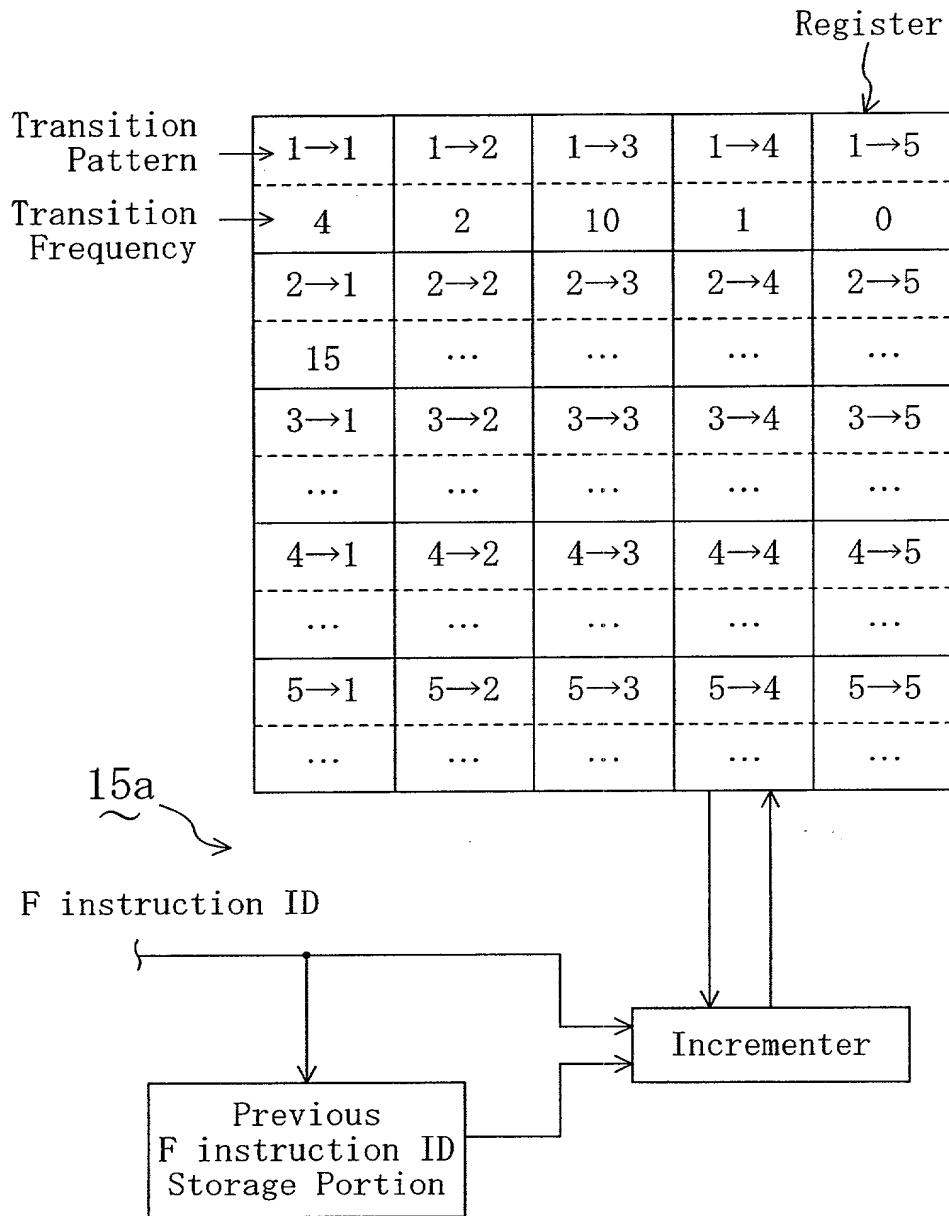 Register
Transition
Pattern
1→1 1→2 1→3 1→4 1→5
Transition
Frequency
4 2 10 1 0
2→1 2→2 2→3 2→4 2→5
15 … … … …
3→1 3→2 3→3 3→4 3→5
… … … … …
4→1 4→2 4→3 4→4 4→5
… … … … …
5→1 5→2 5→3 5→4 5→5
… … … … …
15a
F instruction ID
Incrementer
Previous
F instruction ID
Storage Portion